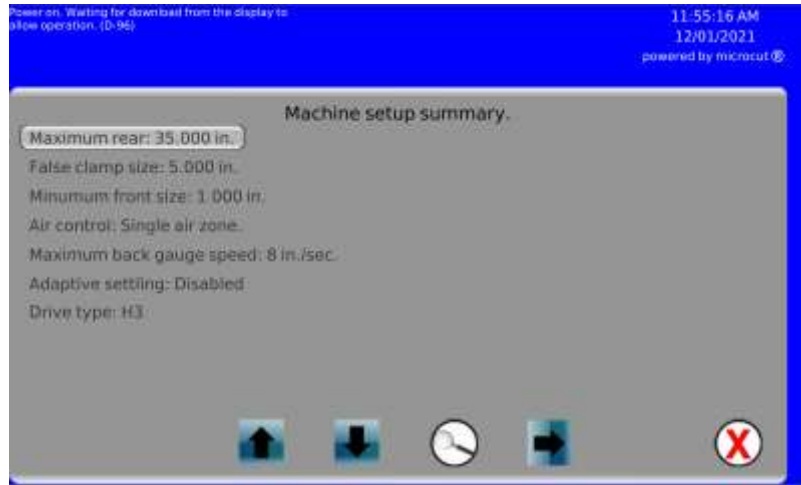 Power on. Waiting for download from the display to
allow operation. (D-96)
11:55:16 AM
12/01/2021
powered by microcut ®
Machine setup summary.
Maximum rear: 35.000 in.
False clamp size: 5.000 in.
Minumum front size: 1.000 in.
Air control: Single air zone.
Maximum back gauge speed: 8 in./sec.
Adaptive settling: Disabled
Drive type: H3
X